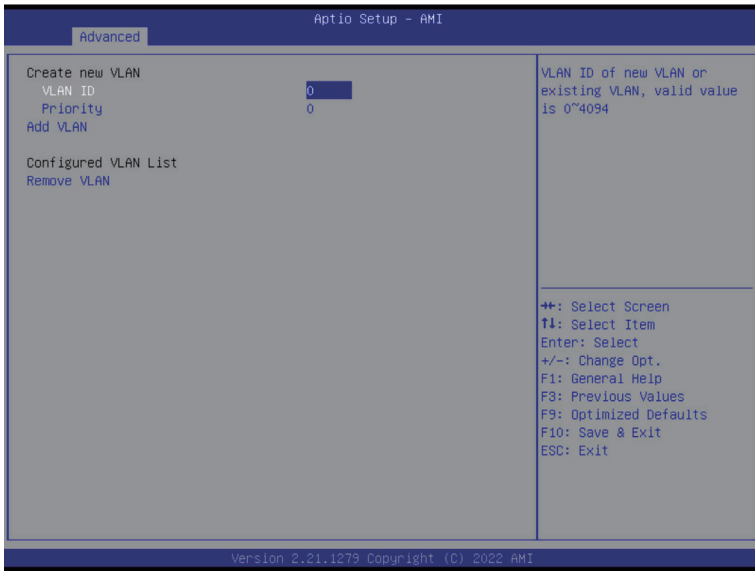 Aptio Setup – AMI
Advanced
Create new VLAN
VLAN ID 0
Priority 0
Add VLAN
Configured VLAN List
Remove VLAN
VLAN ID of new VLAN or
existing VLAN, valid value
is 0~4094
→←: Select Screen
↑↓: Select Item
Enter: Select
+/-: Change Opt.
F1: General Help
F3: Previous Values
F9: Optimized Defaults
F10: Save & Exit
ESC: Exit
Version 2.21.1279 Copyright (C) 2022 AMI